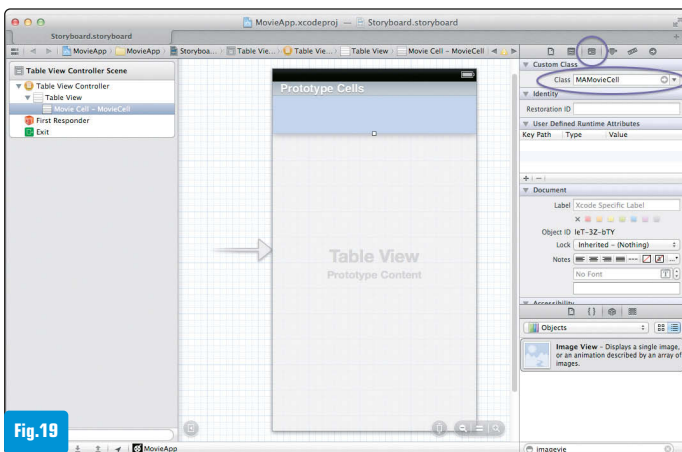 MovieApp.xcodeproj — Storyboard.storyboard
Storyboard.storyboard
MovieApp
MovieApp
Storyboa...
Table Vie...
Table Vie...
Table View
Movie Cell - MovieCell
Table View Controller Scene
Table View Controller
Table View
Movie Cell – MovieCell
First Responder
Exit
Prototype Cells
Table View
Prototype Content
Custom Class
Class MAMovieCell
Identity
Restoration ID
User Defined Runtime Attributes
Key Path Type Value
Document
Label Xcode Specific Label
Object ID leT-3Z-bTY
Lock Inherited – (Nothing)
Notes
No Font
Accessibility
Objects
Image View – Displays a single image,
or an animation described by an array of
images.
imagevie
MovieApp
Fig.19